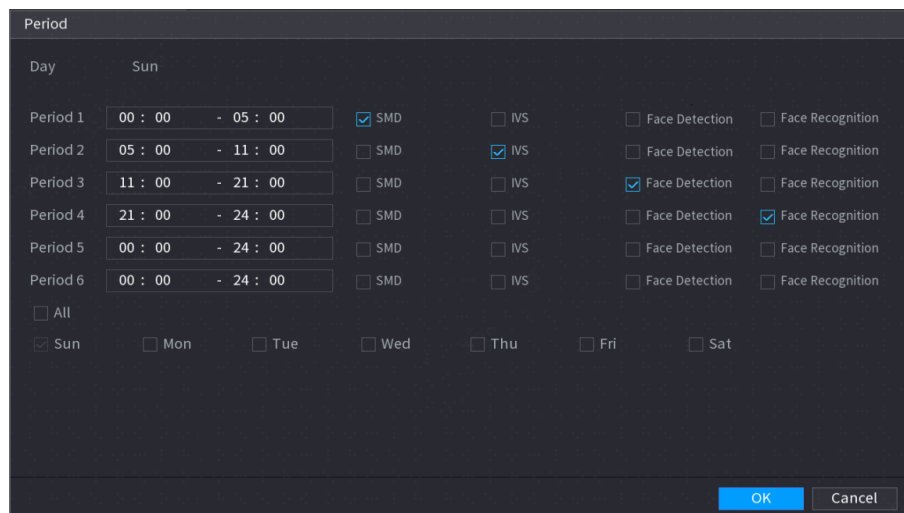 Period
Day Sun
Period 1 00 : 00 - 05 : 00 SMD IVS Face Detection Face Recognition
Period 2 05 : 00 - 11 : 00 SMD IVS Face Detection Face Recognition
Period 3 11 : 00 - 21 : 00 SMD IVS Face Detection Face Recognition
Period 4 21 : 00 - 24 : 00 SMD IVS Face Detection Face Recognition
Period 5 00 : 00 - 24 : 00 SMD IVS Face Detection Face Recognition
Period 6 00 : 00 - 24 : 00 SMD IVS Face Detection Face Recognition
All
Sun Mon Tue Wed Thu Fri Sat
OK Cancel